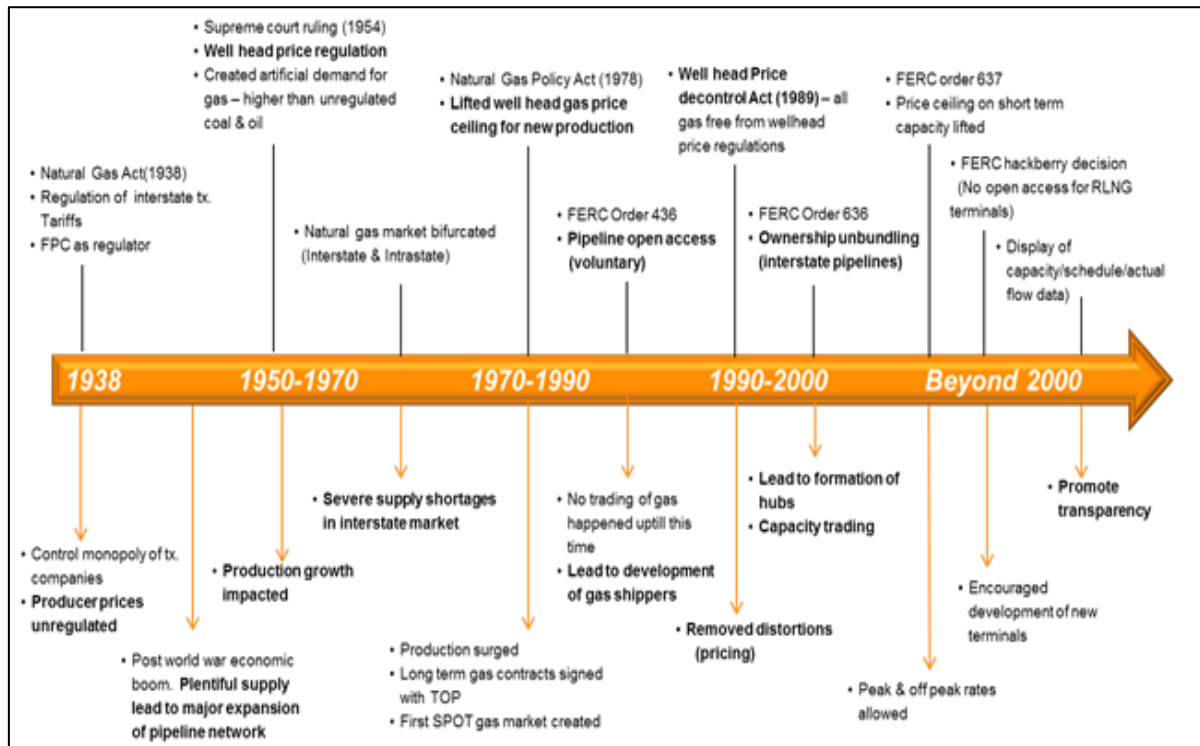 • Supreme court ruling (1954)
• Well head price regulation
• Created artificial demand for
gas – higher than unregulated
coal & oil
• Natural Gas Policy Act (1978)
• Lifted well head gas price
ceiling for new production
• Well head Price
decontrol Act (1989) – all
gas free from wellhead
price regulations
• FERC order 637
• Price ceiling on short term
capacity lifted
• Natural Gas Act(1938)
• Regulation of interstate tx.
Tariffs
• FPC as regulator
• Natural gas market bifurcated
(Interstate & Intrastate)
• FERC Order 436
• Pipeline open access
(voluntary)
• FERC Order 636
• Ownership unbundling
(interstate pipelines)
• FERC hackberry decision
(No open access for RLNG
terminals)
• Display of
capacity/schedule/actual
flow data)
1938 1950-1970 1970-1990 1990-2000 Beyond 2000
• Control monopoly of tx.
companies
• Producer prices
unregulated
• Post world war economic
boom. Plentiful supply
lead to major expansion
of pipeline network
• Production growth
impacted
• Severe supply shortages
in interstate market
• Production surged
• Long term gas contracts signed
with TOP
• First SPOT gas market created
• No trading of gas
happened uptill this
time
• Lead to development
of gas shippers
• Removed distortions
(pricing)
• Lead to formation of
hubs
• Capacity trading
• Peak & off peak rates
allowed
• Encouraged
development of new
terminals
• Promote
transparency